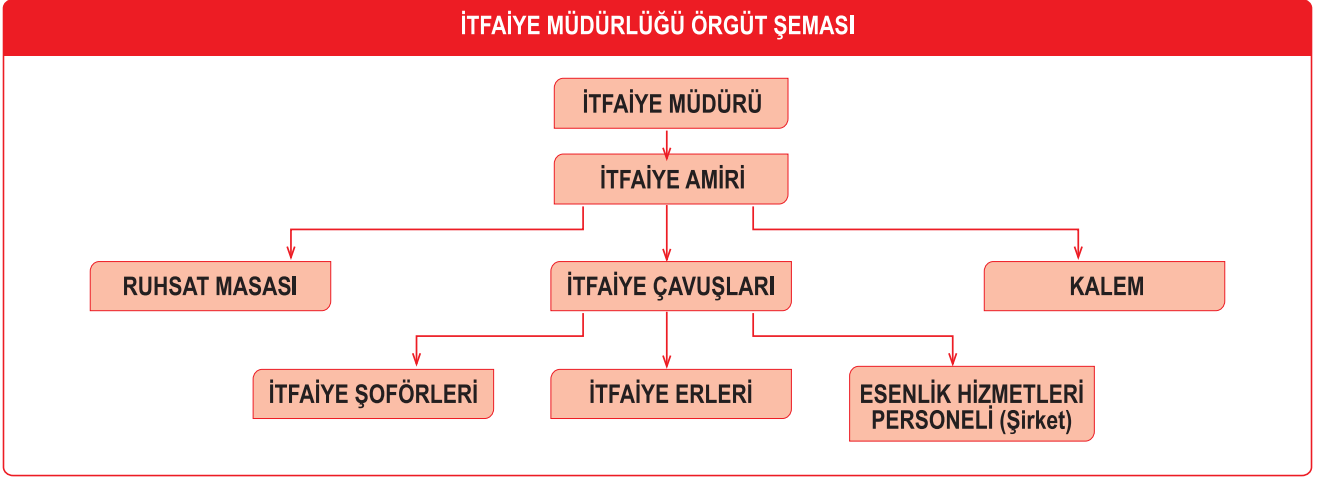 İTFAİYE MÜDÜRLÜĞÜ ÖRGÜT ŞEMASI
İTFAİYE MÜDÜRÜ
İTFAİYE AMİRİ
RUHSAT MASASI
İTFAİYE ÇAVUŞLARI
KALEM
İTFAİYE ŞOFÖRLERİ
İTFAİYE ERLERİ
ESENLİK HİZMETLERİ
PERSONELİ (Şirket)